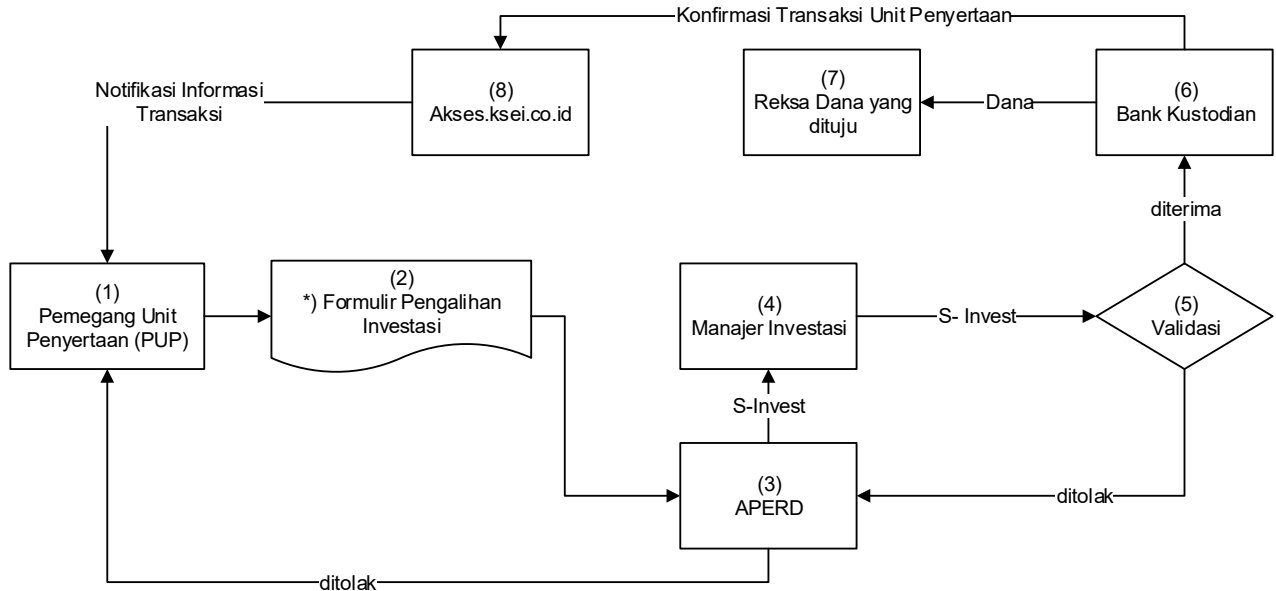 Konfirmasi Transaksi Unit Penyertaan
(8)
Akses.ksei.co.id
(7)
Reksa Dana yang
dituju
Dana
(6)
Bank Kustodian
Notifikasi Informasi
Transaksi
diterima
(1)
Pemegang Unit
Penyertaan (PUP)
(2)
*) Formulir Pengalihan
Investasi
(4)
Manajer Investasi
S- Invest
(5)
Validasi
S-Invest
(3)
APERD
ditolak
ditolak